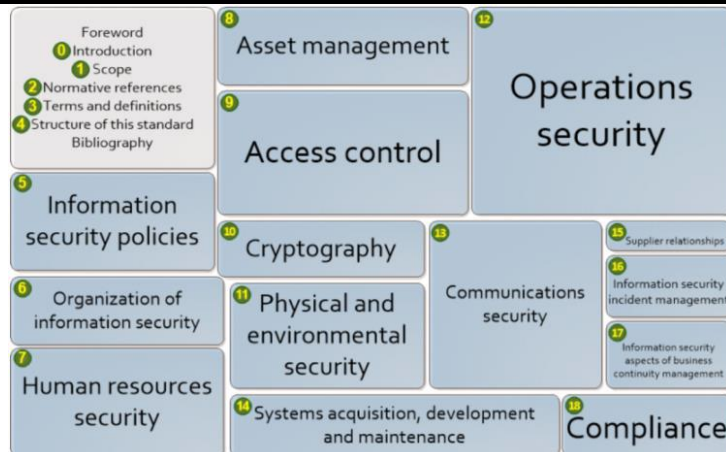 Foreword
0 Introduction
1 Scope
2 Normative references
3 Terms and definitions
4 Structure of this standard
Bibliography
5 Information
security policies
6 Organization of
information security
7 Human resources
security
8 Asset management
9 Access control
10 Cryptography
11 Physical and
environmental
security
12 Operations
security
13 Communications
security
14 Systems acquisition, development
and maintenance
15 Supplier relationships
16 Information security
incident management
17 Information security
aspects of business
continuity management
18 Compliance